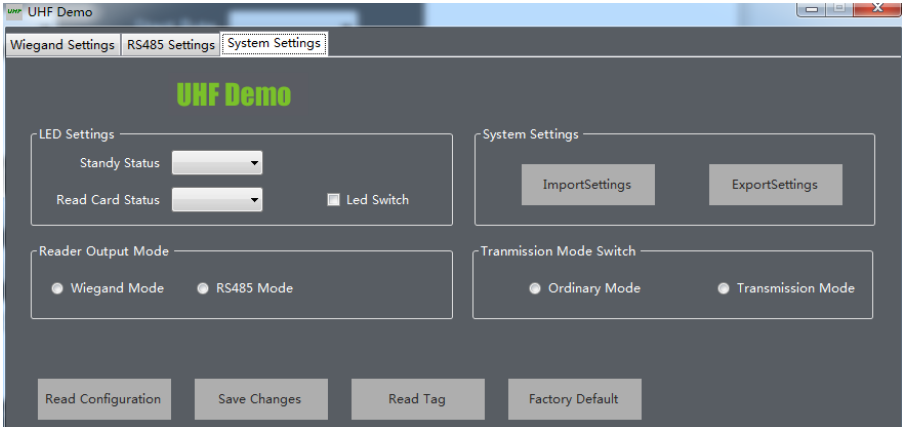 UHF UHF Demo
Wiegand Settings RS485 Settings System Settings
UHF Demo
LED Settings
Standy Status
Read Card Status
Led Switch
System Settings
ImportSettings ExportSettings
Reader Output Mode
Wiegand Mode RS485 Mode
Tranmission Mode Switch
Ordinary Mode Transmission Mode
Read Configuration Save Changes Read Tag Factory Default